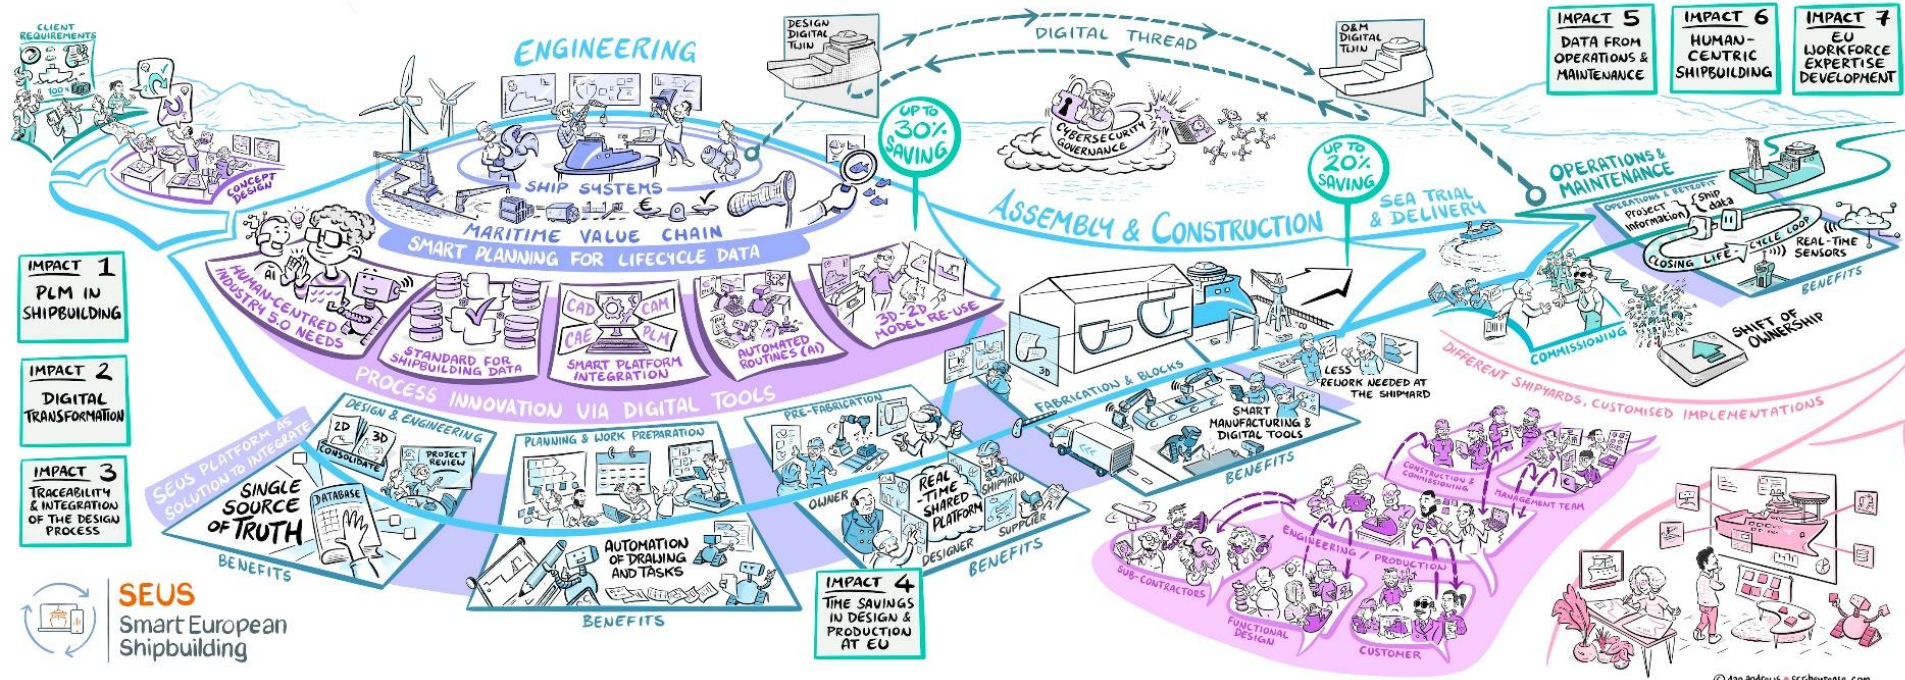 CLIENT
REQUIREMENTS
100x
CONCEPT
DESIGN
ENGINEERING
SHIP SYSTEMS
€
MARITIME VALUE CHAIN
SMART PLANNING FOR LIFECYCLE DATA
DESIGN
DIGITAL
TWIN
DIGITAL THREAD
O&M
DIGITAL
TWIN
UP TO
30%
SAVING
CYBERSECURITY
GOVERNANCE
UP TO
20%
SAVING
IMPACT 5
DATA FROM
OPERATIONS &
MAINTENANCE
IMPACT 6
HUMAN-
CENTRIC
SHIPBUILDING
IMPACT 7
EU
WORKFORCE
EXPERTISE
DEVELOPMENT
ASSEMBLY & CONSTRUCTION
SEA TRIAL
& DELIVERY
OPERATIONS &
MAINTENANCE
OPERATIONS & RETROFIT
Project
Information
Ship
data
CLOSING LIFE CYCLE LOOP
REAL-TIME
SENSORS
BENEFITS
COMMISSIONING
SHIFT OF
OWNERSHIP
IMPACT 1
PLM IN
SHIPBUILDING
IMPACT 2
DIGITAL
TRANSFORMATION
IMPACT 3
TRACEABILITY
& INTEGRATION
OF THE DESIGN
PROCESS
AI
HUMAN-CENTRED
INDUSTRY 5.0 NEEDS
STANDARD FOR
SHIPBUILDING DATA
CAD
CAM
CAE
PLM
SMART PLATFORM
INTEGRATION
AUTOMATED
ROUTINES (AI)
3D-2D
MODEL RE-USE
PROCESS INNOVATION VIA DIGITAL TOOLS
SEUS PLATFORM AS
SOLUTION TO INTEGRATE
DESIGN & ENGINEERING
2D
3D
CONSOLIDATE
PROJECT
REVIEW
SINGLE
SOURCE
OF TRUTH
DATABASE
BENEFITS
PLANNING & WORK PREPARATION
AUTOMATION
OF DRAWING
AND TASKS
BENEFITS
PRE-FABRICATION
OWNER
REAL
-TIME
SHARED
PLATFORM
SHIPYARD
DESIGNER
SUPPLIER
BENEFITS
IMPACT 4
TIME SAVINGS
IN DESIGN &
PRODUCTION
AT EU
3D
FABRICATION & BLOCKS
SMART
MANUFACTURING &
DIGITAL TOOLS
LESS
REWORK NEEDED AT
THE SHIPYARD
BENEFITS
DIFFERENT SHIPYARDS, CUSTOMISED IMPLEMENTATIONS
CONSTRUCTION &
COMMISSIONING
MANAGEMENT TEAM
ENGINEERING / PRODUCTION
SUB-CONTRACTORS
FUNCTIONAL
DESIGN
CUSTOMER
SEUS
Smart European
Shipbuilding